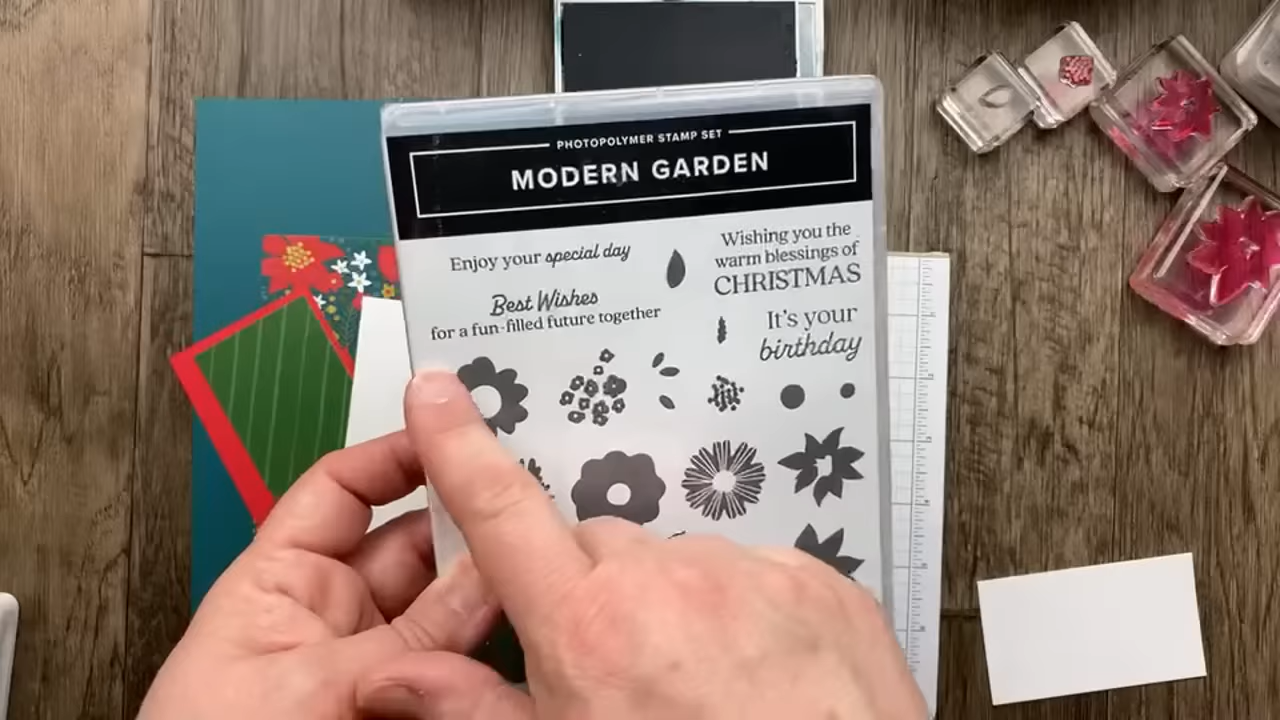 PHOTOPOLYMER STAMP SET
MODERN GARDEN
Enjoy your special day
Best Wishes
for a fun-filled future together
Wishing you the
warm blessings of
CHRISTMAS
It's your
birthday